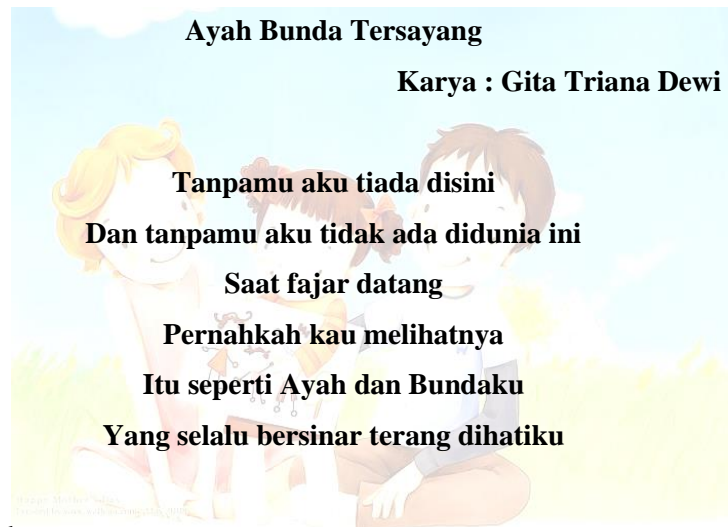 Ayah Bunda Tersayang
Karya : Gita Triana Dewi
Tanpamu aku tiada disini
Dan tanpamu aku tidak ada didunia ini
Saat fajar datang
Pernahkah kau melihatnya
Itu seperti Ayah dan Bundaku
Yang selalu bersinar terang dihatiku